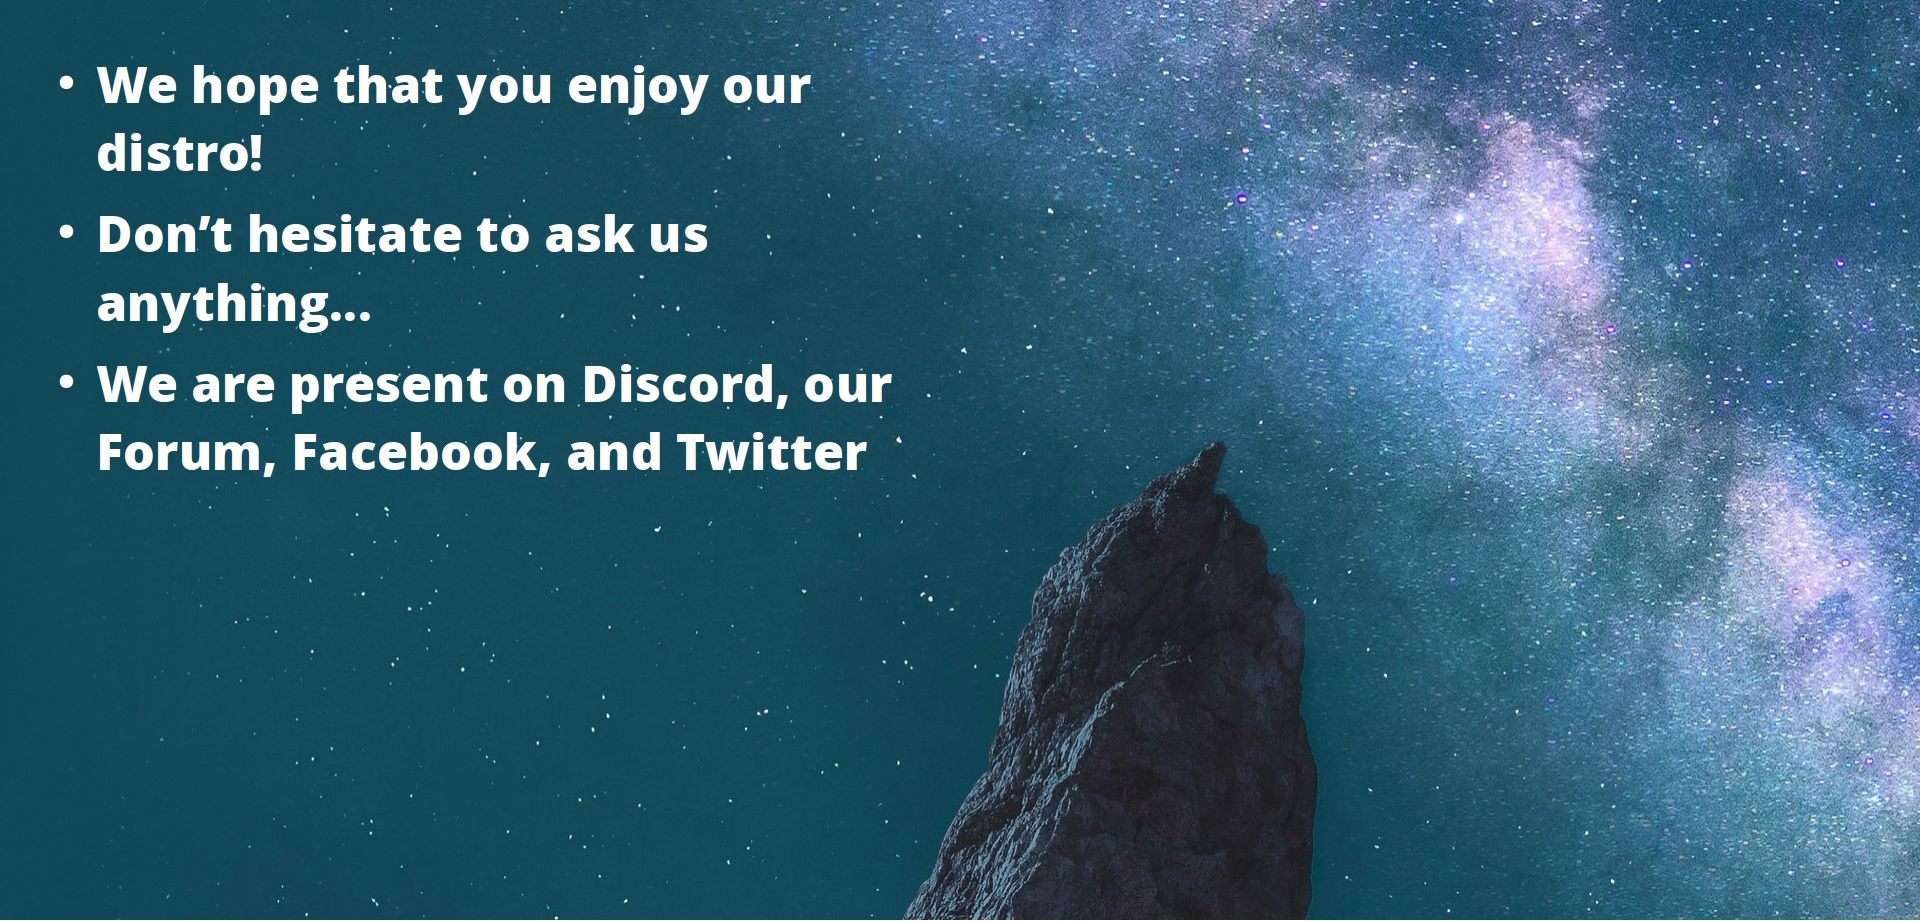 • We hope that you enjoy our
distro!
• Don’t hesitate to ask us
anything...
• We are present on Discord, our
Forum, Facebook, and Twitter